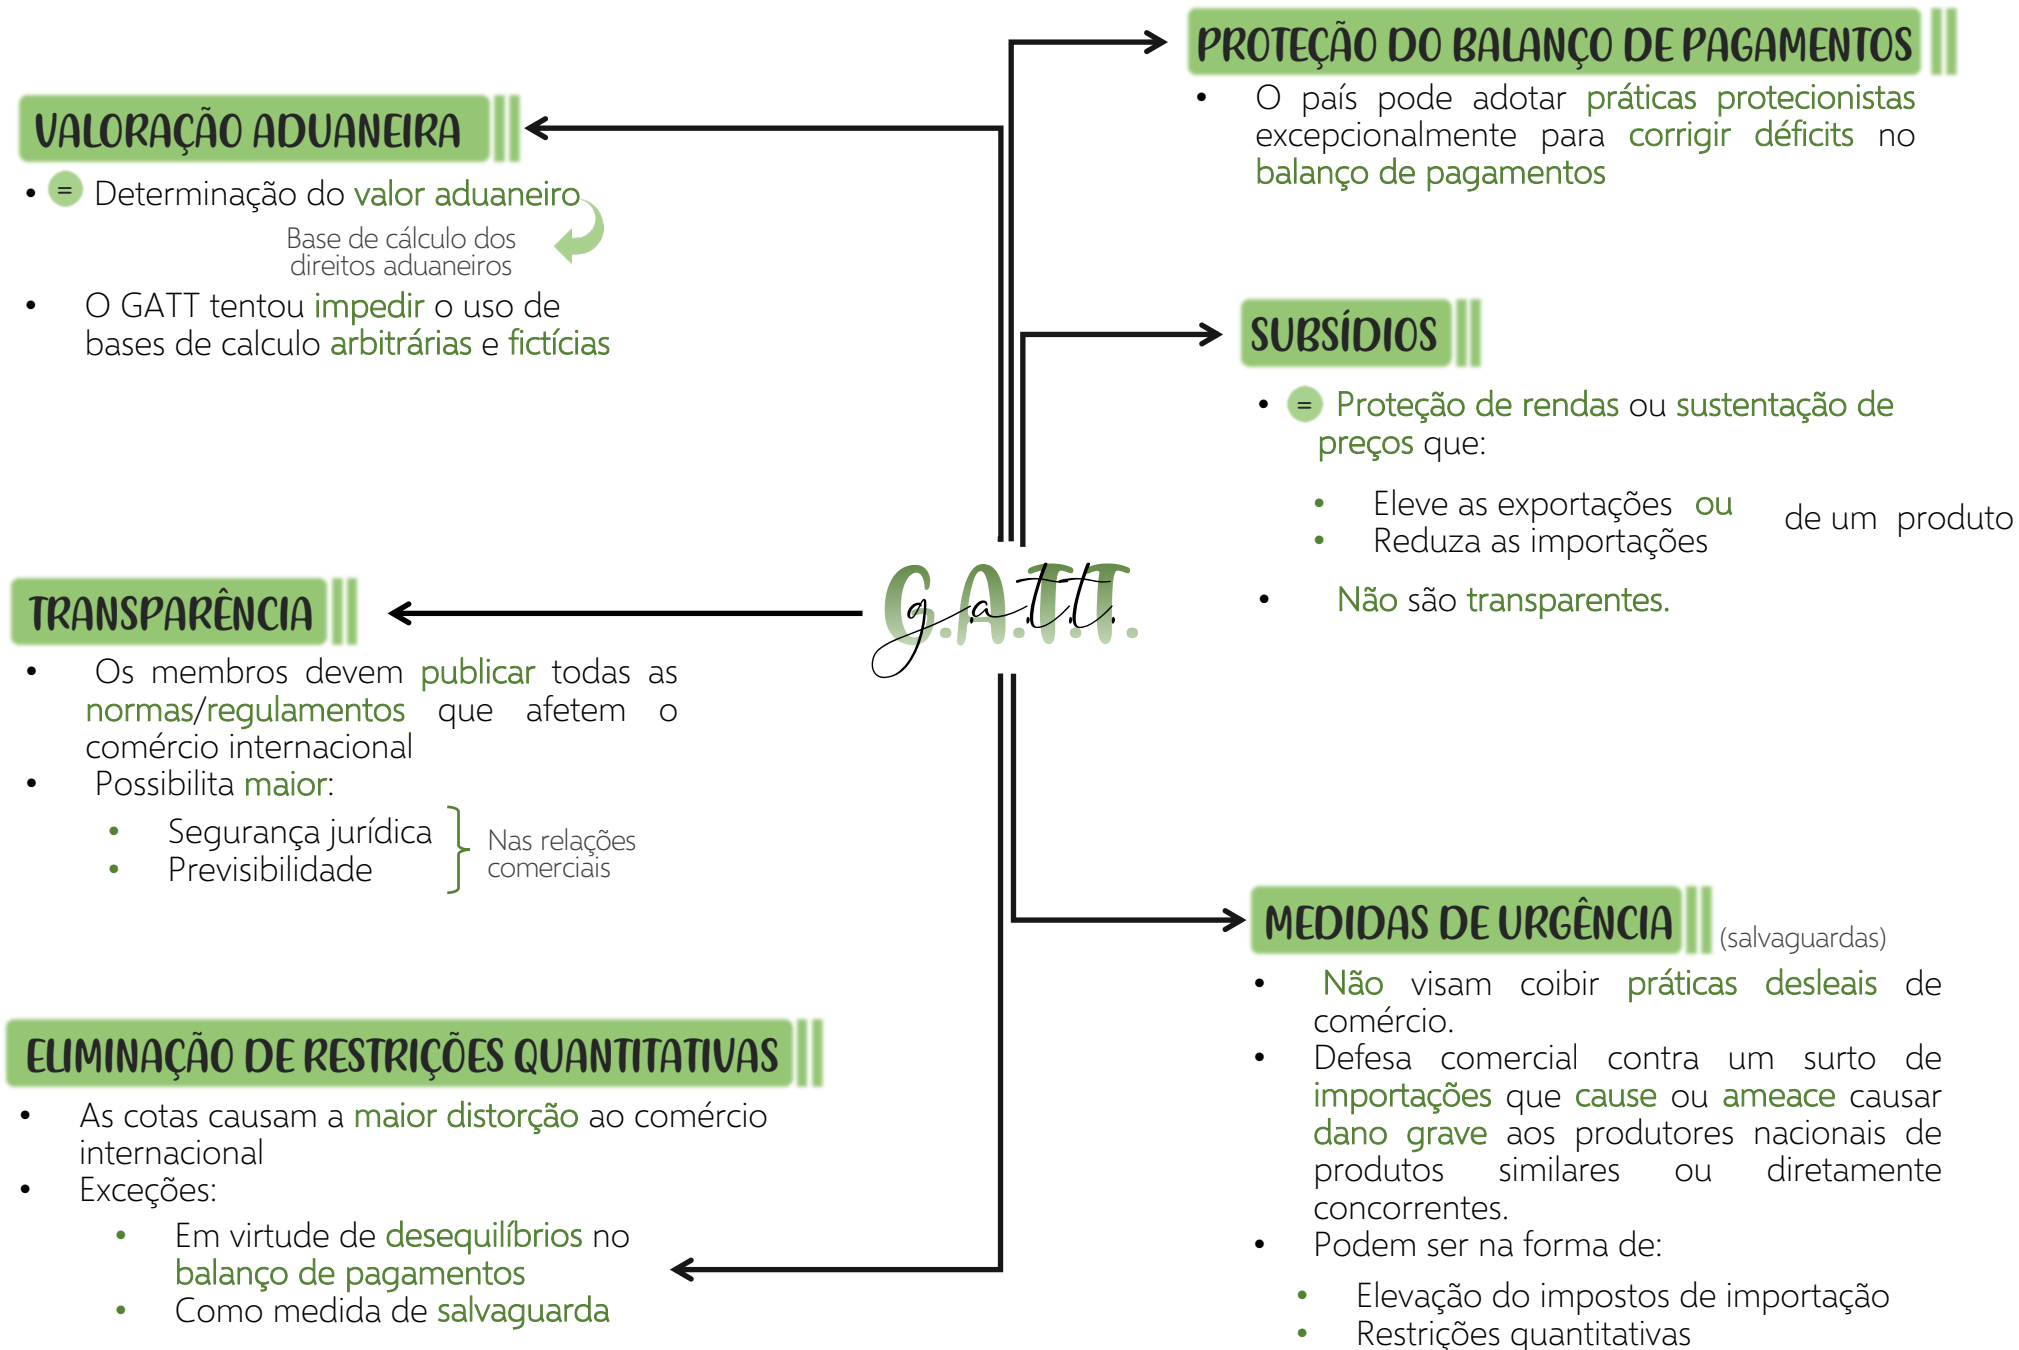 VALORAÇÃO ADUANEIRA
• = Determinação do valor aduaneiro
Base de cálculo dos
direitos aduaneiros
• O GATT tentou impedir o uso de
bases de calculo arbitrárias e fictícias
TRANSPARÊNCIA
• Os membros devem publicar todas as
normas/regulamentos que afetem o
comércio internacional
• Possibilita maior:
• Segurança jurídica
• Previsibilidade
Nas relações
comerciais
ELIMINAÇÃO DE RESTRIÇÕES QUANTITATIVAS
• As cotas causam a maior distorção ao comércio
internacional
• Exceções:
• Em virtude de desequilíbrios no
balanço de pagamentos
• Como medida de salvaguarda
G.A.T.T.
g.a.t.t.
PROTEÇÃO DO BALANÇO DE PAGAMENTOS
• O país pode adotar práticas protecionistas
excepcionalmente para corrigir déficits no
balanço de pagamentos
SUBSÍDIOS
• = Proteção de rendas ou sustentação de
preços que:
• Eleve as exportações ou
• Reduza as importações
de um produto
• Não são transparentes.
MEDIDAS DE URGÊNCIA (salvaguardas)
• Não visam coibir práticas desleais de
comércio.
• Defesa comercial contra um surto de
importações que cause ou ameace causar
dano grave aos produtores nacionais de
produtos similares ou diretamente
concorrentes.
• Podem ser na forma de:
• Elevação do impostos de importação
• Restrições quantitativas